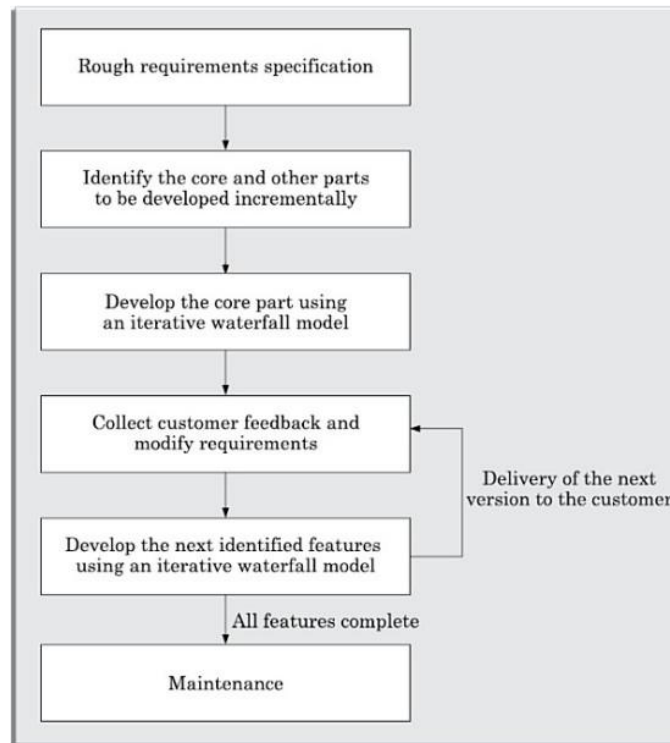 Rough requirements specification
Identify the core and other parts
to be developed incrementally
Develop the core part using
an iterative waterfall model
Collect customer feedback and
modify requirements
Delivery of the next
version to the customer
Develop the next identified features
using an iterative waterfall model
All features complete
Maintenance